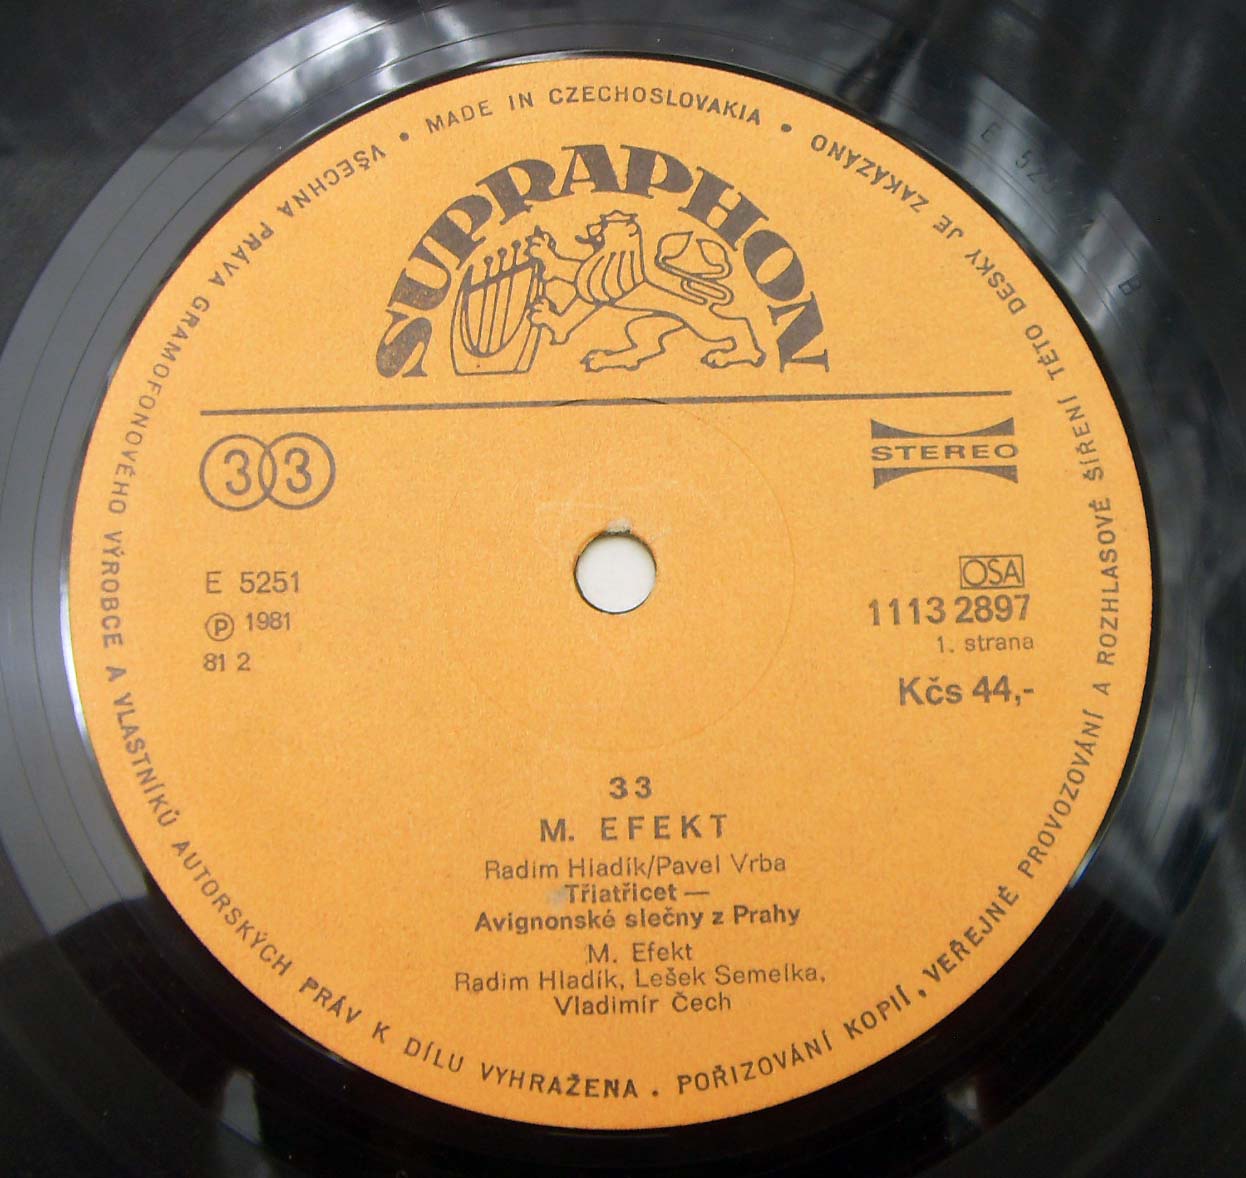 VŠECHNA PRÁVA GRAMOFONOVÉHO VÝROBCE A VLASTNÍKŮ AUTORSKÝCH PRÁV K DÍLU VYHRAŽENA . POŘIZOVÁNÍ KOPIÍ, VEŘEJNÉ PROVOZOVÁNÍ A ROZHLASOVÉ ŠÍŘENÍ TÉTO DESKY JE ZAKÁZÁNO
• MADE IN CZECHOSLOVAKIA •
SUPRAPHON
33
STEREO
E 5251
Ⓟ 1981
81 2
OSA
1113 2897
1. strana
Kčs 44,-
33
M. EFEKT
Radim Hladík/Pavel Vrba
Třiatřicet —
Avignonské slečny z Prahy
M. Efekt
Radim Hladík, Lešek Semelka,
Vladimír Čech